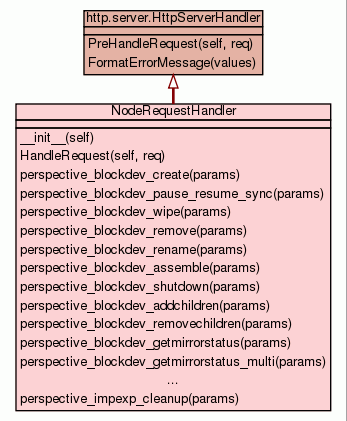 http.server.HttpServerHandler
PreHandleRequest(self, req)
FormatErrorMessage(values)
NodeRequestHandler
__init__(self)
HandleRequest(self, req)
perspective_blockdev_create(params)
perspective_blockdev_pause_resume_sync(params)
perspective_blockdev_wipe(params)
perspective_blockdev_remove(params)
perspective_blockdev_rename(params)
perspective_blockdev_assemble(params)
perspective_blockdev_shutdown(params)
perspective_blockdev_addchildren(params)
perspective_blockdev_removechildren(params)
perspective_blockdev_getmirrorstatus(params)
perspective_blockdev_getmirrorstatus_multi(params)
...
perspective_impexp_cleanup(params)